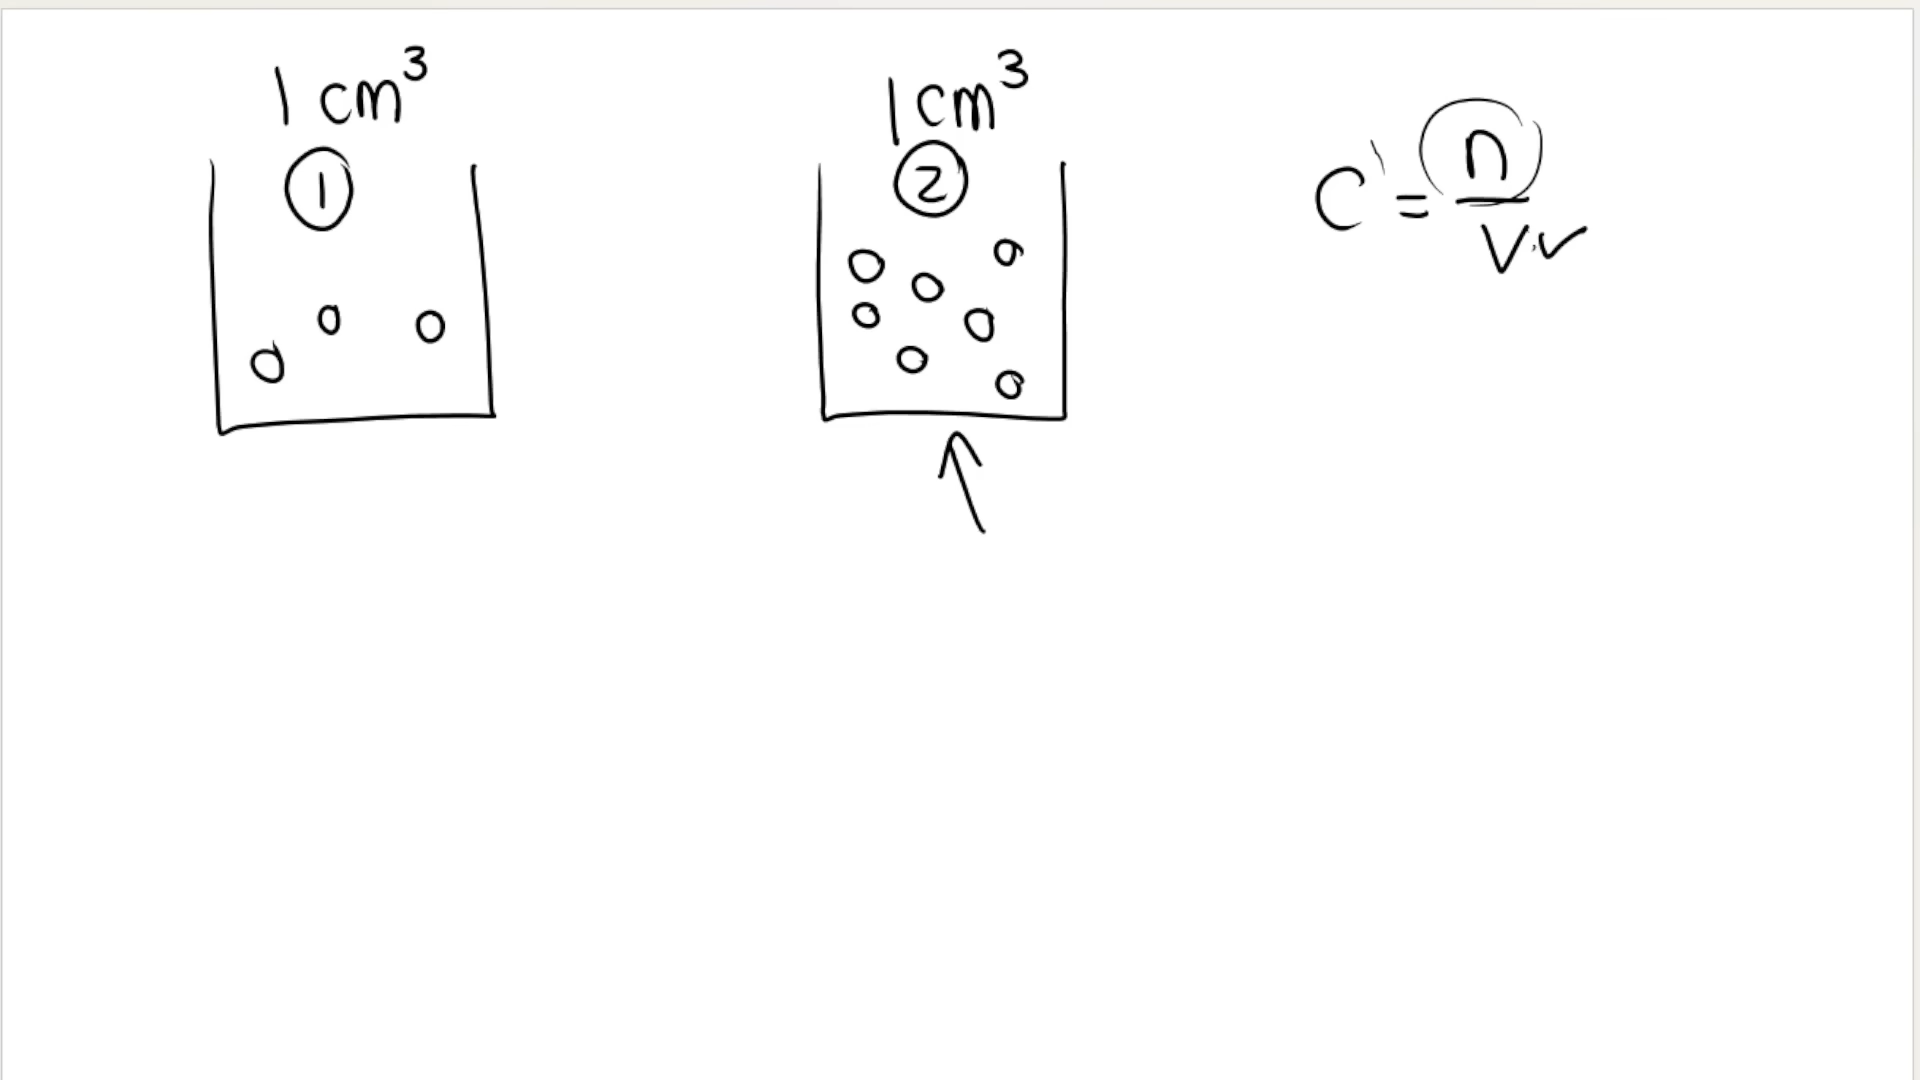 1 cm³
1 cm³
①
②
C = n/V ✓